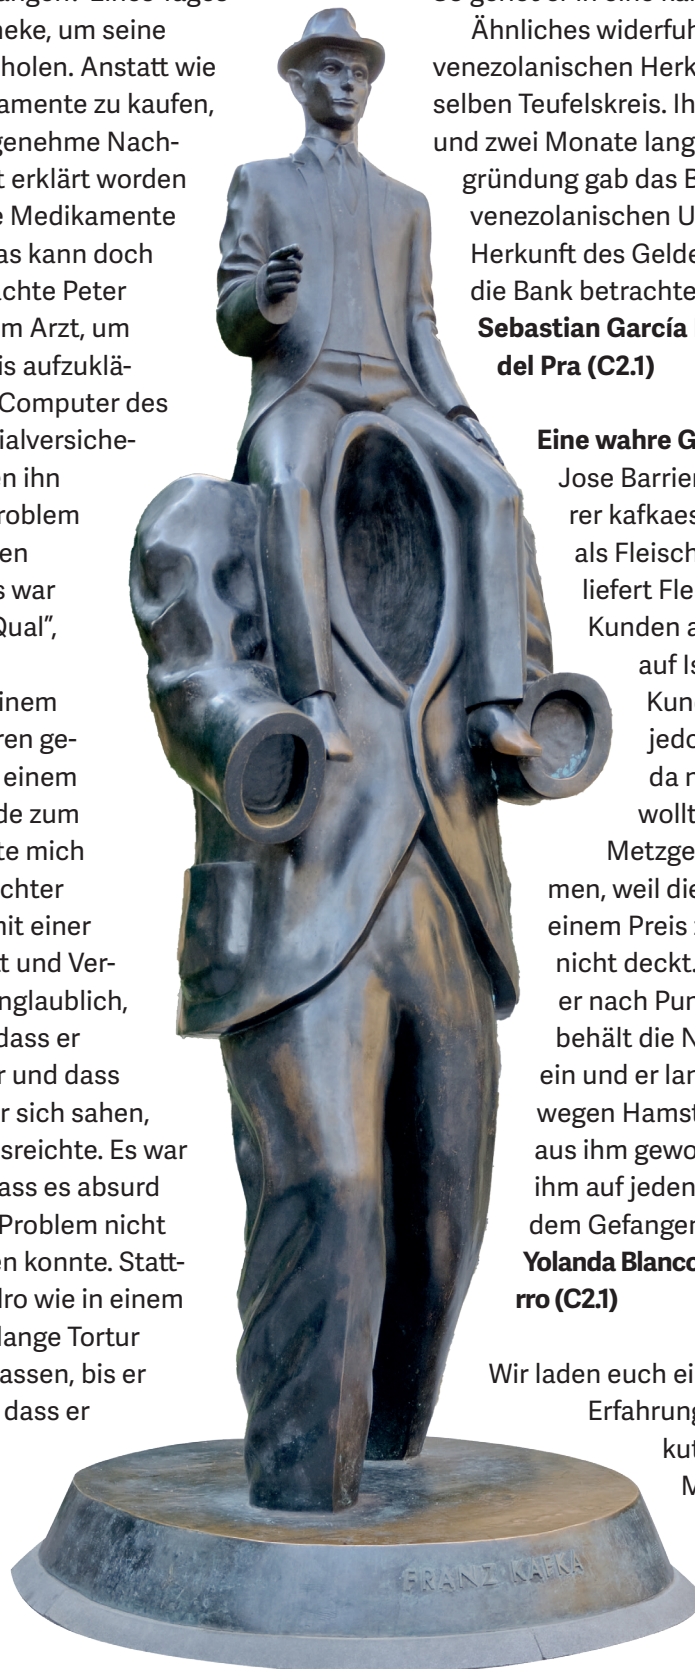 Eines Tages
heke, um seine
holen. Anstatt wie
amente zu kaufen,
genehme Nach-
t erklärt worden
e Medikamente
as kann doch
achte Peter
m Arzt, um
is aufzuklä-
Computer des
ialversiche-
en ihn
roblem
en
s war
Qual”,
inem
ren ge-
einem
de zum
te mich
chter
mit einer
t und Ver-
nglaublich,
dass er
r und dass
r sich sahen,
sreichte. Es war
ass es absurd
Problem nicht
en konnte. Statt-
dro wie in einem
lange Tortur
assen, bis er
dass er
Ähnliches widerfuh
venezolanischen Herk
selben Teufelskreis. Ih
und zwei Monate lang
gründung gab das B
venezolanischen U
Herkunft des Gelde
die Bank betrachte
Sebastian García
del Pra (C2.1)
Eine wahre G
Jose Barrier
rer kafkaes
als Fleisch
liefert Fle
Kunden a
auf Is
Kun
jedo
da n
wollt
Metzge
men, weil die
einem Preis
nicht deckt.
er nach Pun
behält die N
ein und er lan
wegen Hamst
aus ihm gewo
ihm auf jeden
dem Gefangen
Yolanda Blanco
rro (C2.1)
Wir laden euch ei
Erfahrung
kut
M
FRANZ KAFKA